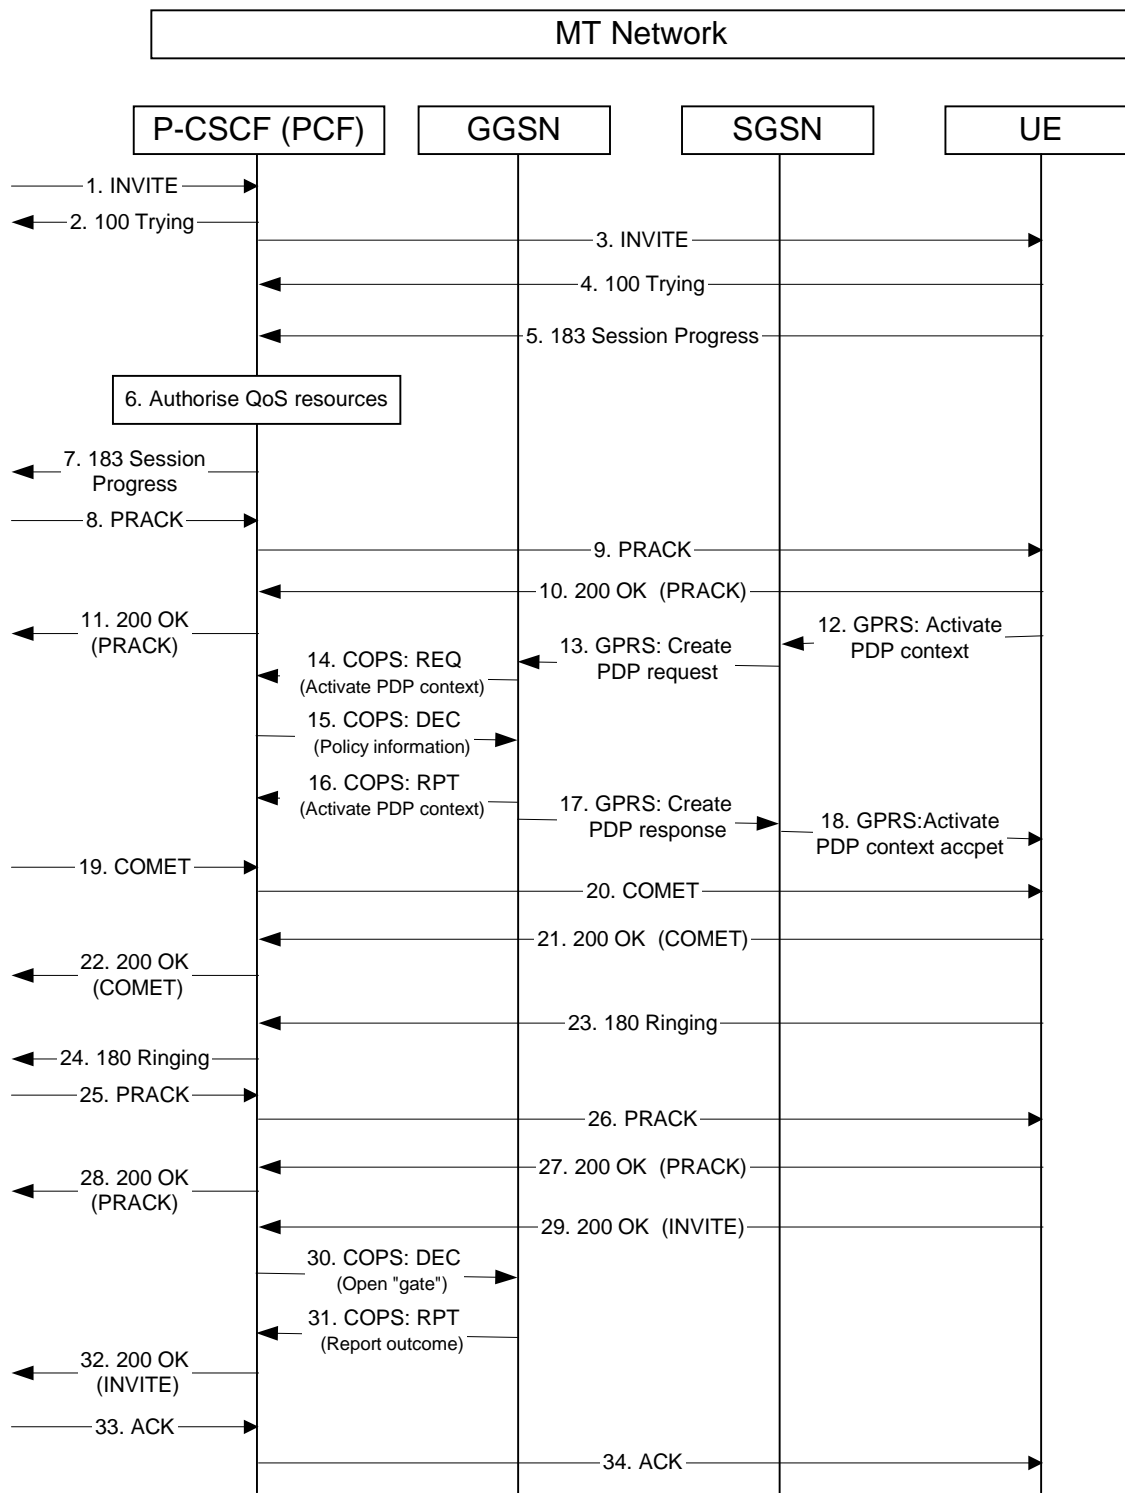 MT Network
P-CSCF (PCF)
GGSN
SGSN
UE
1. INVITE
2. 100 Trying
3. INVITE
4. 100 Trying
5. 183 Session Progress
6. Authorise QoS resources
7. 183 Session
Progress
8. PRACK
9. PRACK
10. 200 OK  (PRACK)
11. 200 OK
(PRACK)
12. GPRS: Activate
PDP context
13. GPRS: Create
PDP request
14. COPS: REQ
(Activate PDP context)
15. COPS: DEC
(Policy information)
16. COPS: RPT
(Activate PDP context)
17. GPRS: Create
PDP response
18. GPRS:Activate
PDP context accpet
19. COMET
20. COMET
21. 200 OK  (COMET)
22. 200 OK
(COMET)
23. 180 Ringing
24. 180 Ringing
25. PRACK
26. PRACK
27. 200 OK  (PRACK)
28. 200 OK
(PRACK)
29. 200 OK  (INVITE)
30. COPS: DEC
(Open "gate")
31. COPS: RPT
(Report outcome)
32. 200 OK
(INVITE)
33. ACK
34. ACK